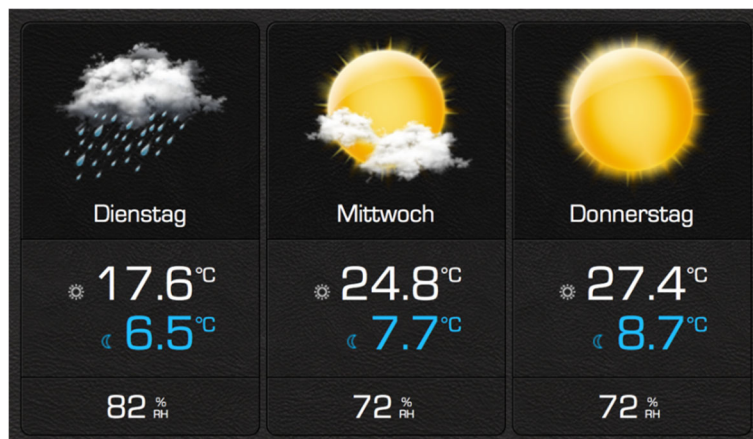 Dienstag
17.6°C
6.5°C
82 % RH
Mittwoch
24.8°C
7.7°C
72 % RH
Donnerstag
27.4°C
8.7°C
72 % RH